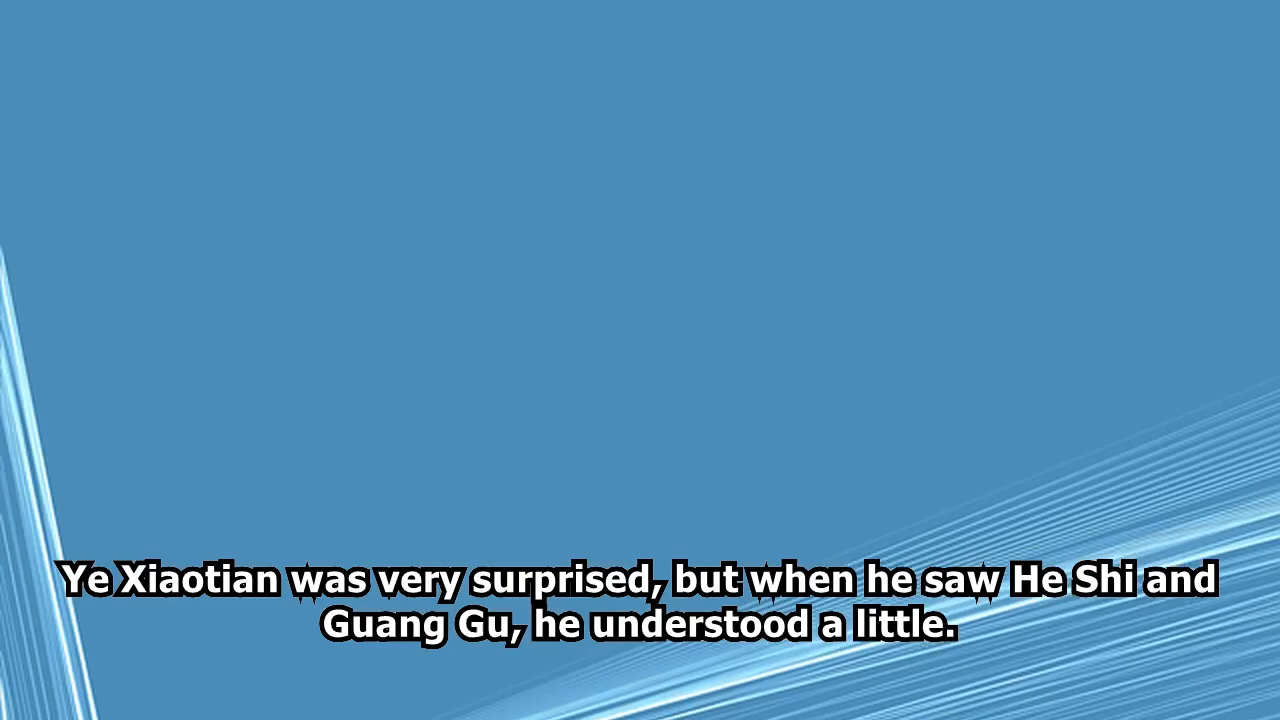 Ye Xiaotian was very surprised, but when he saw He Shi and
Guang Gu, he understood a little.